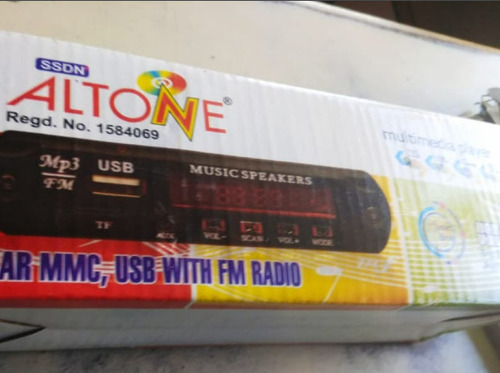 SSDN
ALTONE®
Regd. No. 1584069
multimedia player
Mp3 USB MUSIC SPEAKERS
FM
TF VOL- SCAN VOL+ MODE
AR MMC, USB WITH FM RADIO